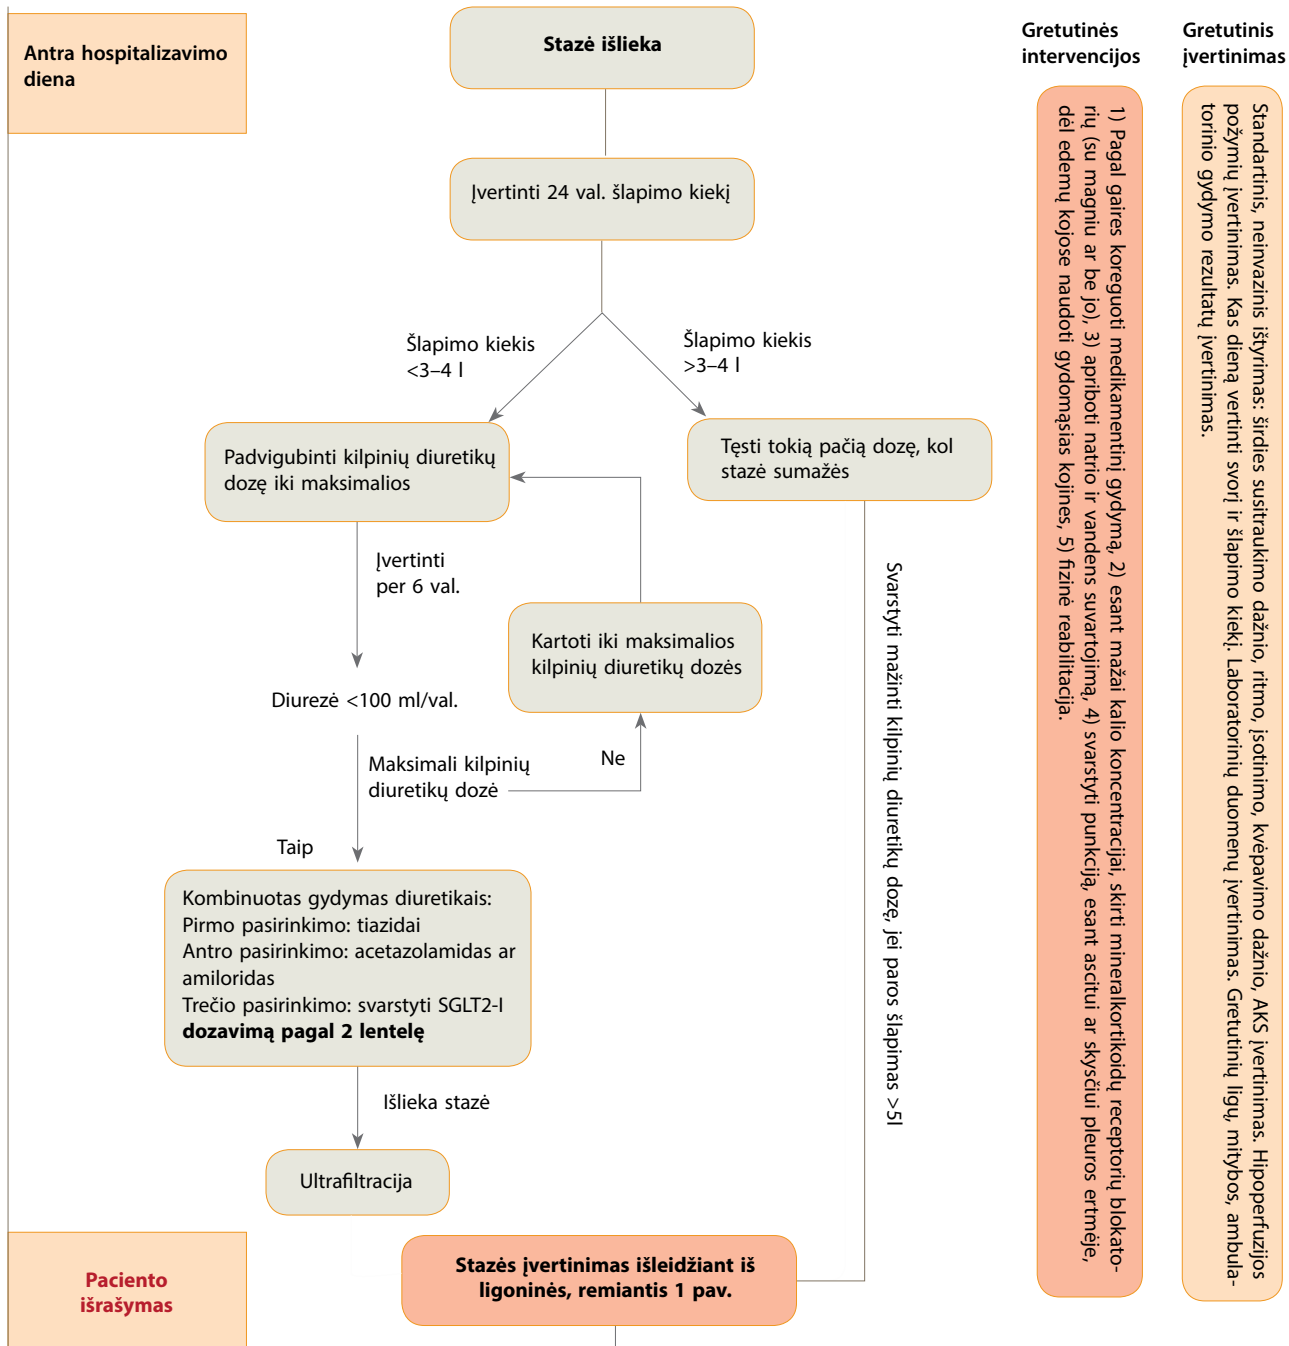 Antra hospitalizavimo
diena
Stazė išlieka
Gretutinės
intervencijos
Gretutinis
įvertinimas
Įvertinti 24 val. šlapimo kiekį
Šlapimo kiekis
<3–4 l
Šlapimo kiekis
>3–4 l
Padvigubinti kilpinių diuretikų
dozę iki maksimalios
Tęsti tokią pačią dozę, kol
stazė sumažės
Įvertinti
per 6 val.
Kartoti iki maksimalios
kilpinių diuretikų dozės
Diurezė <100 ml/val.
Maksimali kilpinių
diuretikų dozė
Ne
Taip
Kombinuotas gydymas diuretikais:
Pirmo pasirinkimo: tiazidai
Antro pasirinkimo: acetazolamidas ar
amiloridas
Trečio pasirinkimo: svarstyti SGLT2-I
dozavimą pagal 2 lentelę
Išlieka stazė
Ultrafiltracija
Svarstyti mažinti kilpinių diuretikų dozę, jei paros šlapimas >5l
Paciento
išrašymas
Stazės įvertinimas išleidžiant iš
ligoninės, remiantis 1 pav.
1) Pagal gaires koreguoti medikamentinį gydymą, 2) esant mažai kalio koncentracijai, skirti mineralkortikoidų receptorių blokato-
rių (su magniu ar be jo), 3) apriboti natrio ir vandens suvartojimą, 4) svarstyti punkciją, esant ascitui ar skysčiui pleuros ertmėje,
dėl edemų kojose naudoti gydomąsias kojines, 5) fizinė reabilitacija.
Standartinis, neinvazinis ištyrimas: širdies susitraukimo dažnio, ritmo, įsotinimo, kvėpavimo dažnio, AKS įvertinimas. Hipoperfuzijos
požymių įvertinimas. Kas dieną vertinti svorį ir šlapimo kiekį. Laboratorinių duomenų įvertinimas. Gretutinių ligų, mitybos, ambula-
torinio gydymo rezultatų įvertinimas.